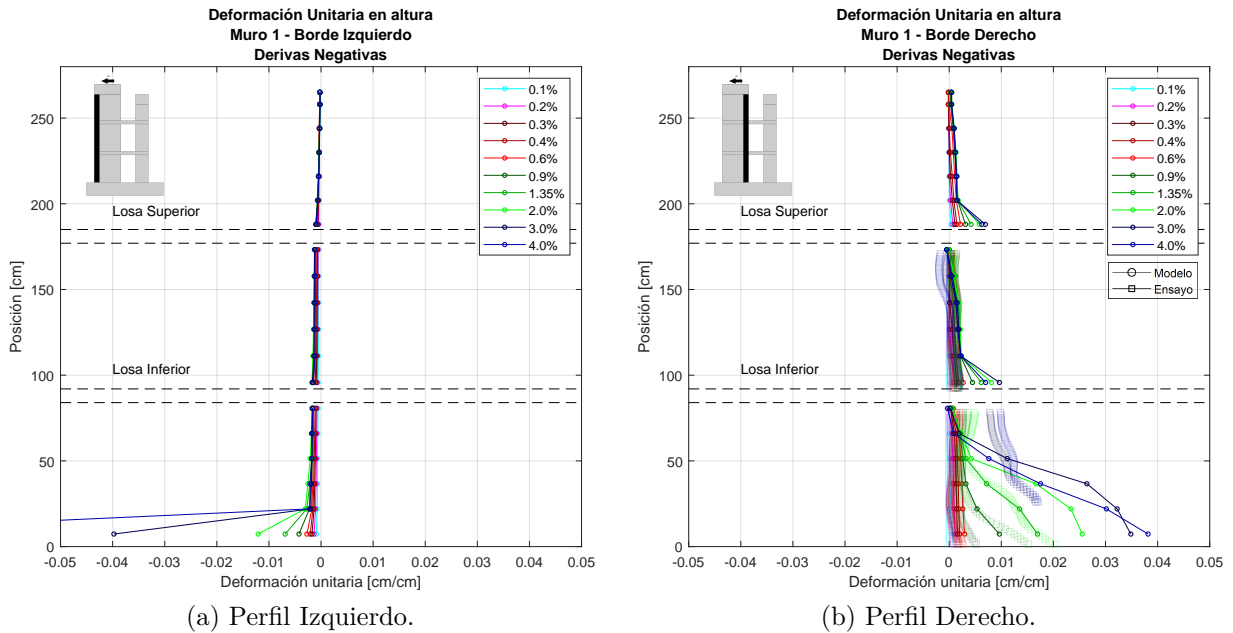 Deformación Unitaria en altura
Muro 1 - Borde Izquierdo
Derivas Negativas
250
200
150
100
50
0
Posición [cm]
Losa Superior
Losa Inferior
0.1%
0.2%
0.3%
0.4%
0.6%
0.9%
1.35%
2.0%
3.0%
4.0%
-0.05 -0.04 -0.03 -0.02 -0.01 0 0.01 0.02 0.03 0.04 0.05
Deformación unitaria [cm/cm]
(a) Perfil Izquierdo.
Deformación Unitaria en altura
Muro 1 - Borde Derecho
Derivas Negativas
250
200
150
100
50
0
Posición [cm]
Losa Superior
Losa Inferior
0.1%
0.2%
0.3%
0.4%
0.6%
0.9%
1.35%
2.0%
3.0%
4.0%
Modelo
Ensayo
-0.05 -0.04 -0.03 -0.02 -0.01 0 0.01 0.02 0.03 0.04 0.05
Deformación unitaria [cm/cm]
(b) Perfil Derecho.